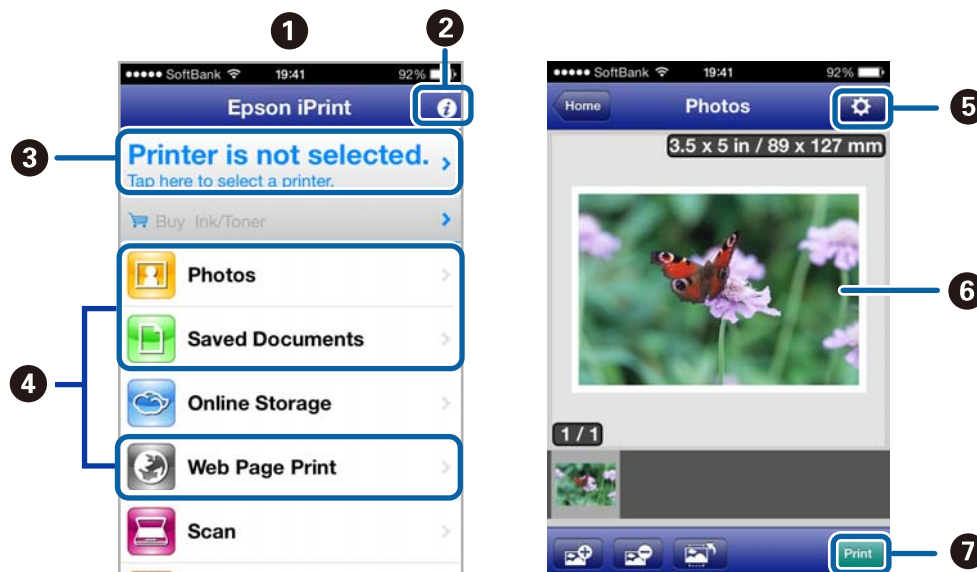 1
2
SoftBank 19:41 92%
Epson iPrint
3
Printer is not selected.
Tap here to select a printer.
Buy Ink/Toner
Photos
Saved Documents
4
Online Storage
Web Page Print
Scan
SoftBank 19:41 92%
Home Photos
5
3.5 x 5 in / 89 x 127 mm
6
1 / 1
Print
7